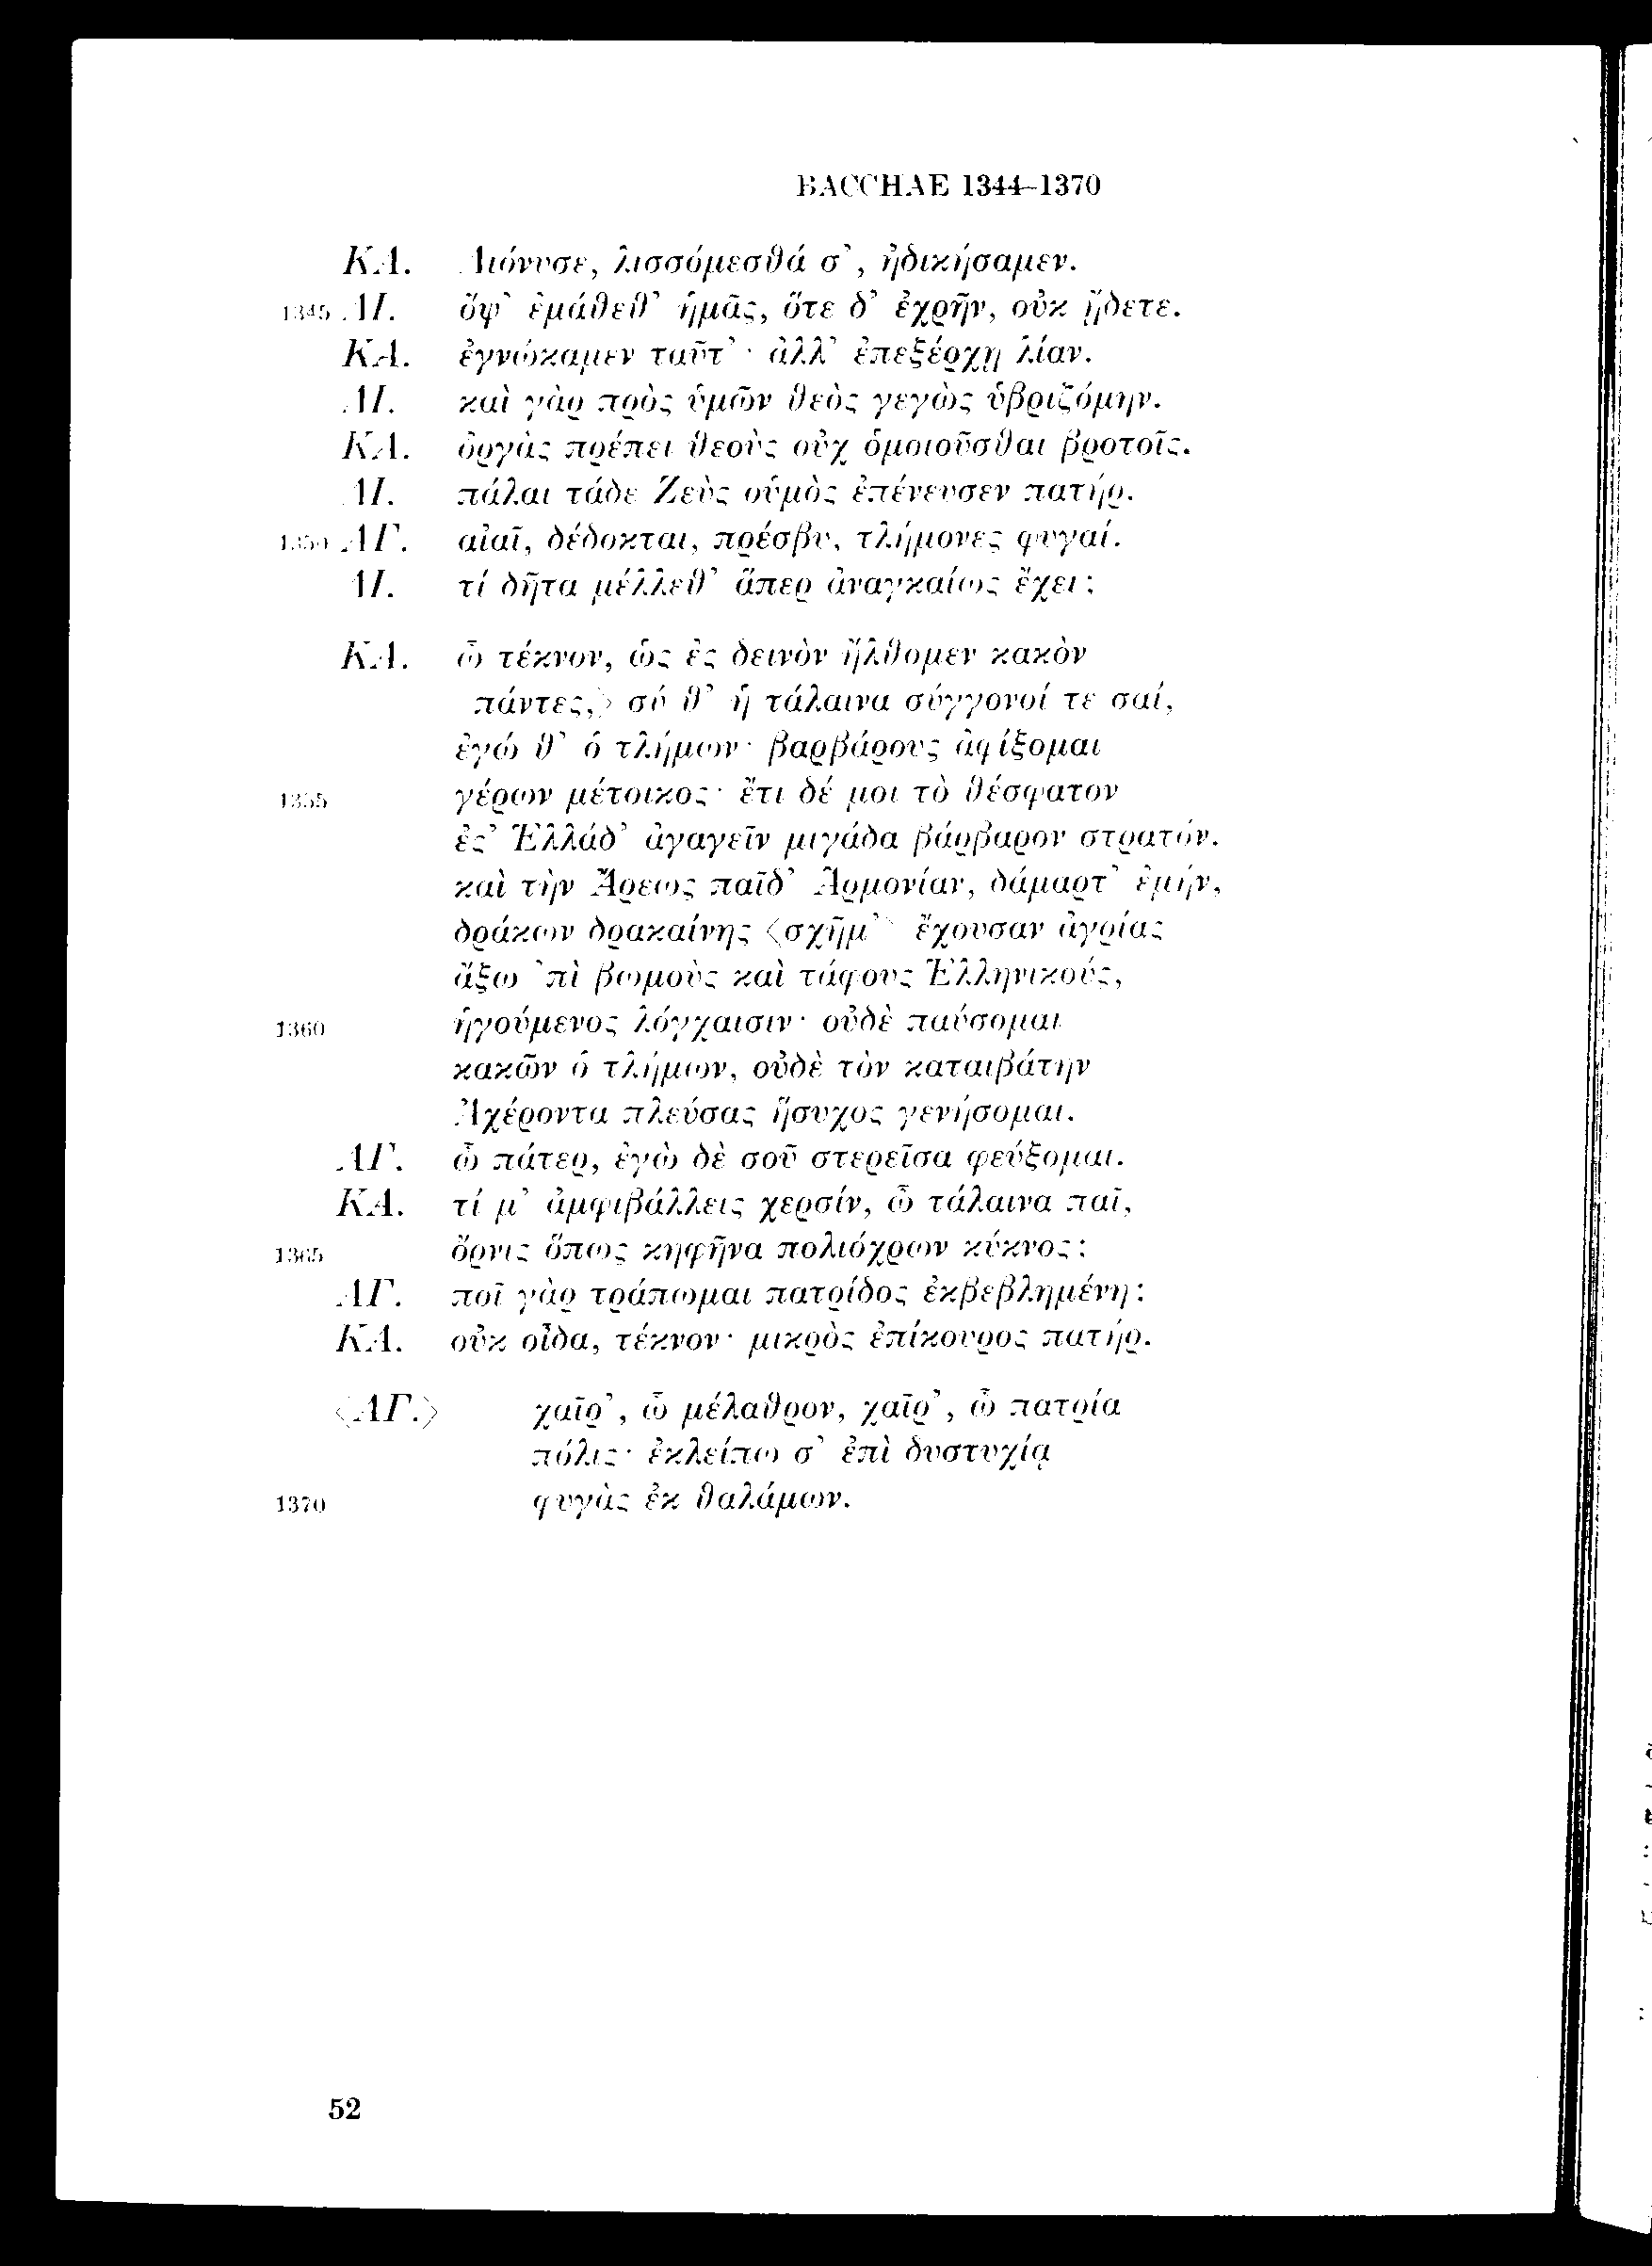 BACCHAE 1344–1370
ΚΑ. Διόνυσε, λισσόμεσθά σ’, ἠδικήσαμεν.
1345 ΔΙ. ὄψ’ ἐμάθεθ’ ἡμᾶς, ὅτε δ’ ἐχρῆν, οὐκ ᾔδετε.
ΚΑ. ἐγνώκαμεν ταῦτ’· ἀλλ’ ἐπεξέρχῃ λίαν.
ΔΙ. καὶ γὰρ πρὸς ὑμῶν θεὸς γεγὼς ὑβριζόμην.
ΚΑ. ὀργὰς πρέπει θεοὺς οὐχ ὁμοιοῦσθαι βροτοῖς.
ΔΙ. πάλαι τάδε Ζεὺς οὑμὸς ἐπένευσεν πατήρ.
1350 ΑΓ. αἰαῖ, δέδοκται, πρέσβυ, τλήμονες φυγαί.
ΔΙ. τί δῆτα μέλλεθ’ ἅπερ ἀναγκαίως ἔχει;
ΚΑ. ὦ τέκνον, ὡς ἐς δεινὸν ἤλθομεν κακὸν
πάντες,> σύ θ’ ἡ τάλαινα σύγγονοί τε σαί,
ἐγώ θ’ ὁ τλήμων· βαρβάρους ἀφίξομαι
1355 γέρων μέτοικος· ἔτι δέ μοι τὸ θέσφατον
ἐς’ Ἑλλάδ’ ἀγαγεῖν μιγάδα βάρβαρον στρατόν.
καὶ τὴν Ἄρεως παῖδ’ Ἁρμονίαν, δάμαρτ’ ἐμήν,
δράκων δρακαίνης <σχῆμ’> ἔχουσαν ἀγρίας
ἄξω ’πὶ βωμοὺς καὶ τάφους Ἑλληνικούς,
1360 ἡγούμενος λόγχαισιν· οὐδὲ παύσομαι
κακῶν ὁ τλήμων, οὐδὲ τὸν καταιβάτην
Ἀχέροντα πλεύσας ἥσυχος γενήσομαι.
ΑΓ. ὦ πάτερ, ἐγὼ δὲ σοῦ στερεῖσα φεύξομαι.
ΚΑ. τί μ’ ἀμφιβάλλεις χερσίν, ὦ τάλαινα παῖ,
1365 ὄρνις ὅπως κηφῆνα πολιόχρων κύκνος;
ΑΓ. ποῖ γὰρ τράπωμαι πατρίδος ἐκβεβλημένη;
ΚΑ. οὐκ οἶδα, τέκνον· μικρὸς ἐπίκουρος πατήρ.
<ΑΓ.> χαῖρ’, ὦ μέλαθρον, χαῖρ’, ὦ πατρία
πόλις· ἐκλείπω σ’ ἐπὶ δυστυχίᾳ
1370 φυγὰς ἐκ θαλάμων.
52